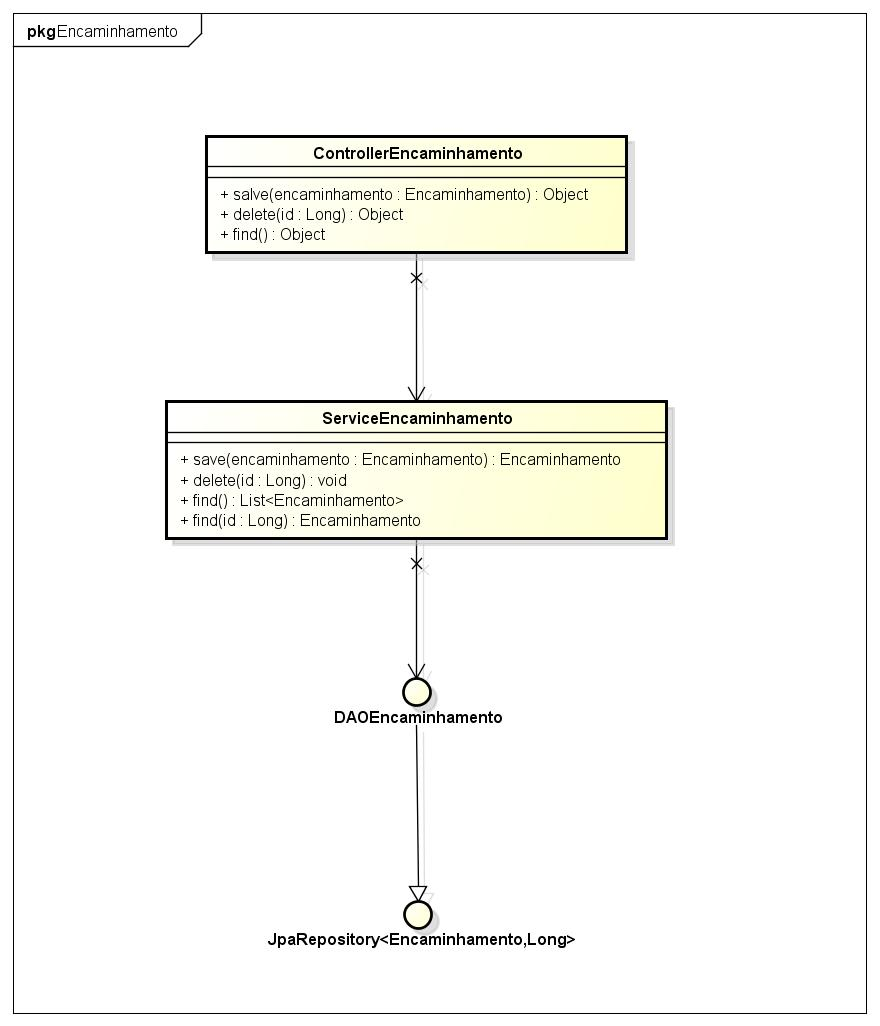 pkgEncaminhamento
ControllerEncaminhamento
+ salve(encaminhamento : Encaminhamento) : Object
+ delete(id : Long) : Object
+ find() : Object
ServiceEncaminhamento
+ save(encaminhamento : Encaminhamento) : Encaminhamento
+ delete(id : Long) : void
+ find() : List<Encaminhamento>
+ find(id : Long) : Encaminhamento
DAOEncaminhamento
JpaRepository<Encaminhamento,Long>